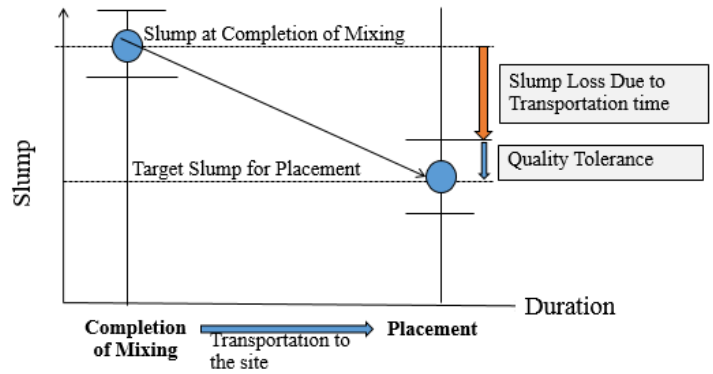 Slump at Completion of Mixing
Slump Loss Due to
Transportation time
Quality Tolerance
Target Slump for Placement
Slump
Duration
Completion
of Mixing
Transportation to
the site
Placement